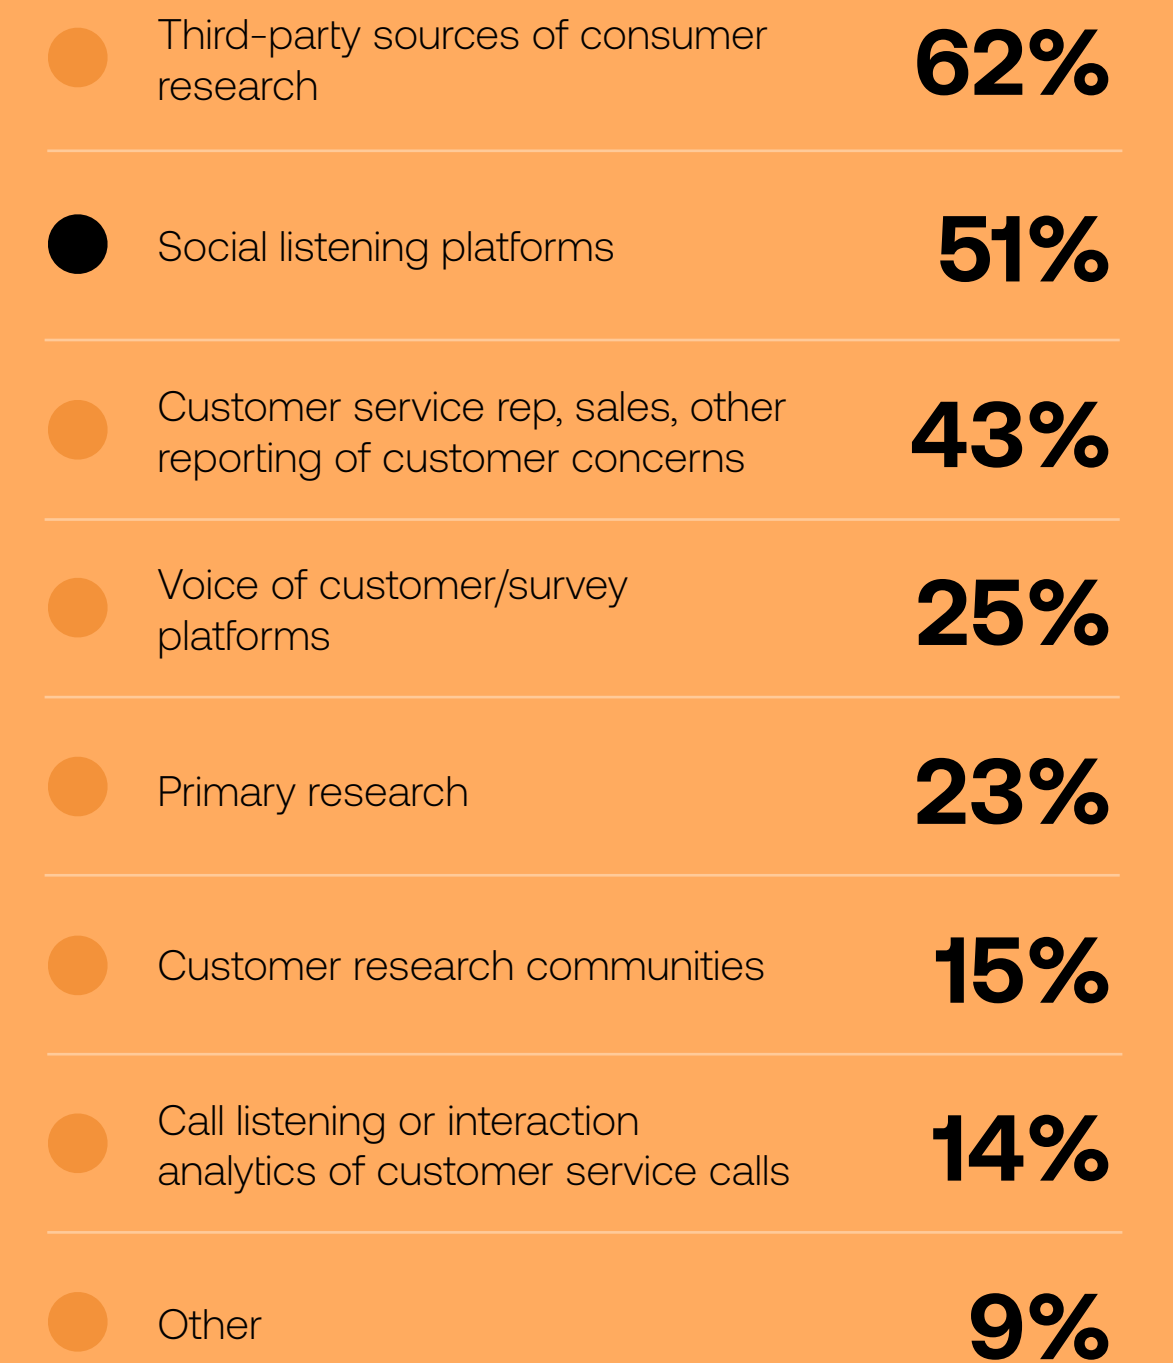 Third-party sources of consumer
research
62%
Social listening platforms
51%
Customer service rep, sales, other
reporting of customer concerns
43%
Voice of customer/survey
platforms
25%
Primary research
23%
Customer research communities
15%
Call listening or interaction
analytics of customer service calls
14%
Other
9%